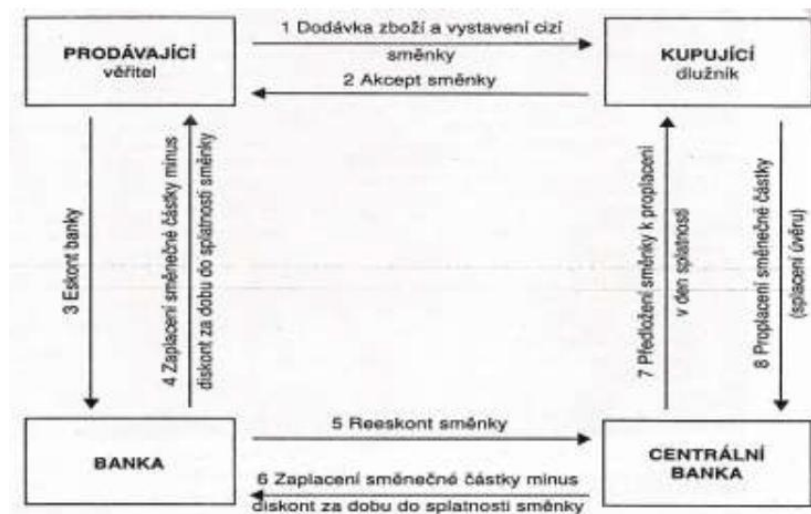 PRODÁVAJÍCÍ
věřitel
1 Dodávka zboží a vystavení cizí
směnky
2 Akcept směnky
KUPUJÍCÍ
dlužník
3 Eskont banky
4 Zaplacení směnečné částky minus
diskont za dobu do splatnosti směnky
7 Předložení směnky k proplacení
v den splatnosti
8 Proplacení směnečné částky
(splacení úvěru)
BANKA
5 Reeskont směnky
6 Zaplacení směnečné částky minus
diskont za dobu do splatnosti směnky
CENTRÁLNÍ
BANKA